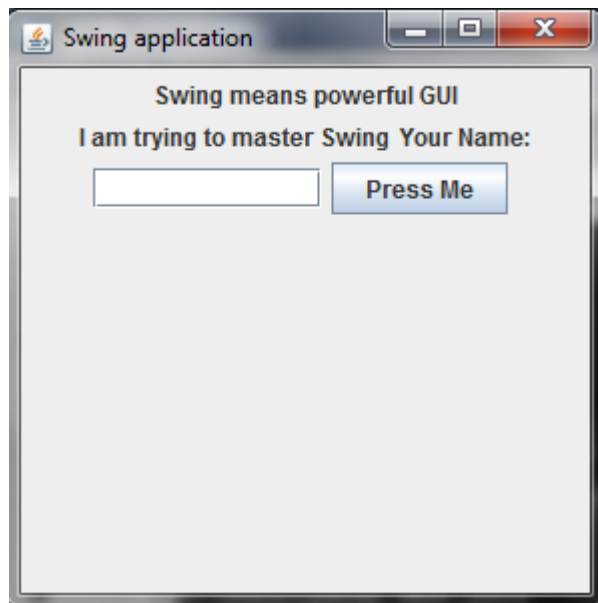 Swing application
Swing means powerful GUI
I am trying to master Swing Your Name:
Press Me